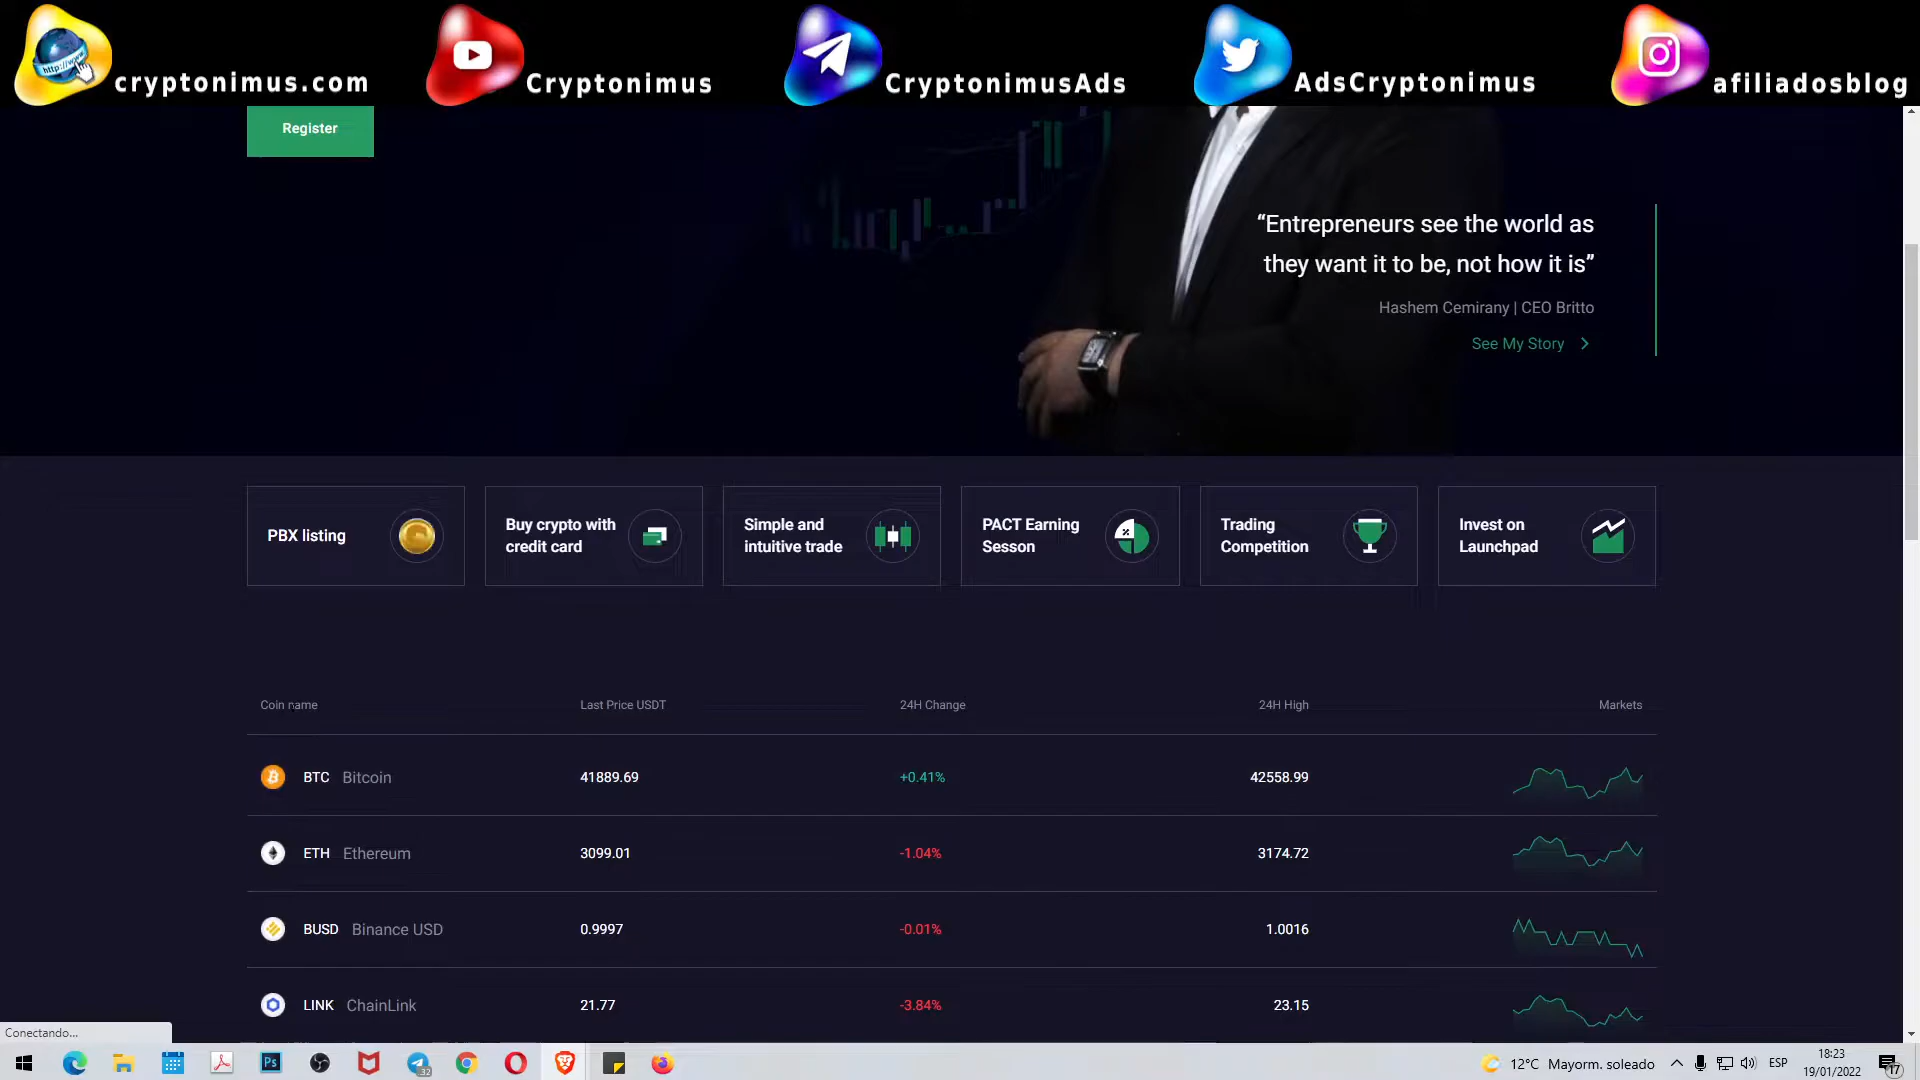 cryptonimus.com
Cryptonimus
CryptonimusAds
AdsCryptonimus
afiliadosblog
Register
“Entrepreneurs see the world as
they want it to be, not how it is”
Hashem Cemirany | CEO Britto
See My Story
PBX listing
Buy crypto with
credit card
Simple and
intuitive trade
PACT Earning
Sesson
Trading
Competition
Invest on
Launchpad
Coin name Last Price USDT 24H Change 24H High Markets
BTC Bitcoin 41889.69 +0.41% 42558.99
ETH Ethereum 3099.01 -1.04% 3174.72
BUSD Binance USD 0.9997 -0.01% 1.0016
LINK ChainLink 21.77 -3.84% 23.15
Conectando...
Ps
32
12°C Mayorm. soleado
ESP
18:23
19/01/2022
17